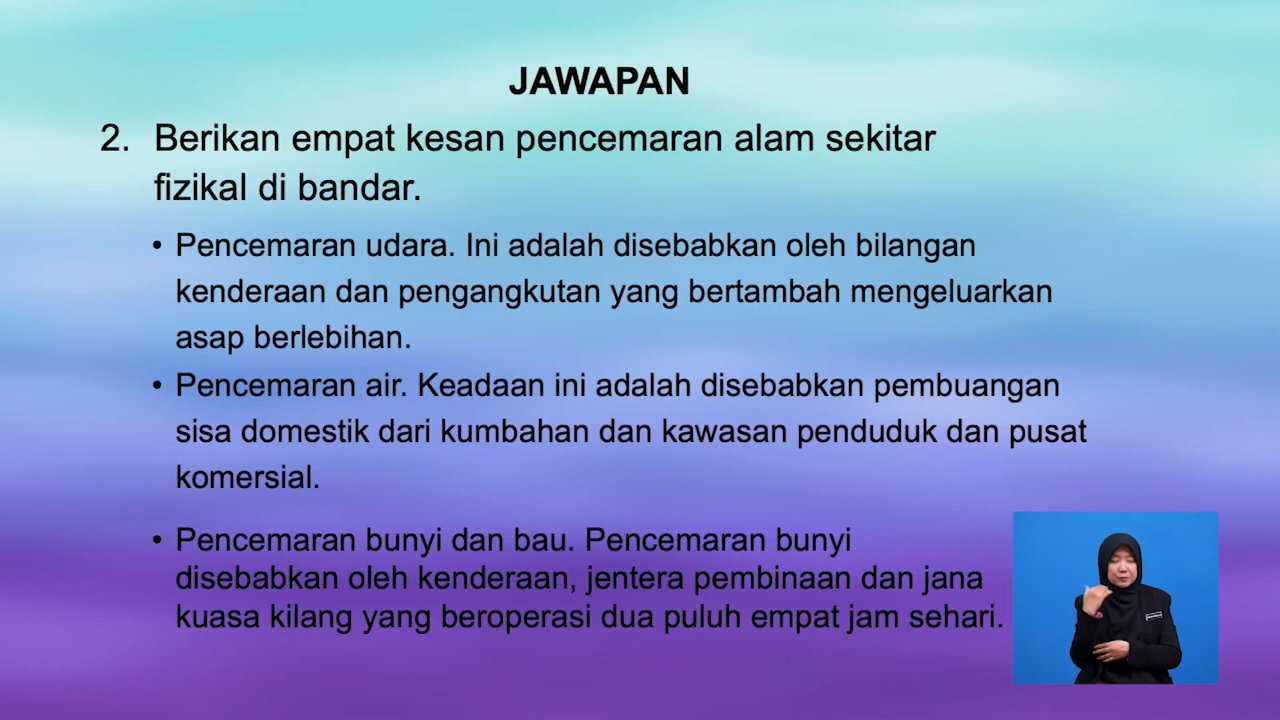 JAWAPAN
2. Berikan empat kesan pencemaran alam sekitar
fizikal di bandar.
• Pencemaran udara. Ini adalah disebabkan oleh bilangan
kenderaan dan pengangkutan yang bertambah mengeluarkan
asap berlebihan.
• Pencemaran air. Keadaan ini adalah disebabkan pembuangan
sisa domestik dari kumbahan dan kawasan penduduk dan pusat
komersial.
• Pencemaran bunyi dan bau. Pencemaran bunyi
disebabkan oleh kenderaan, jentera pembinaan dan jana
kuasa kilang yang beroperasi dua puluh empat jam sehari.